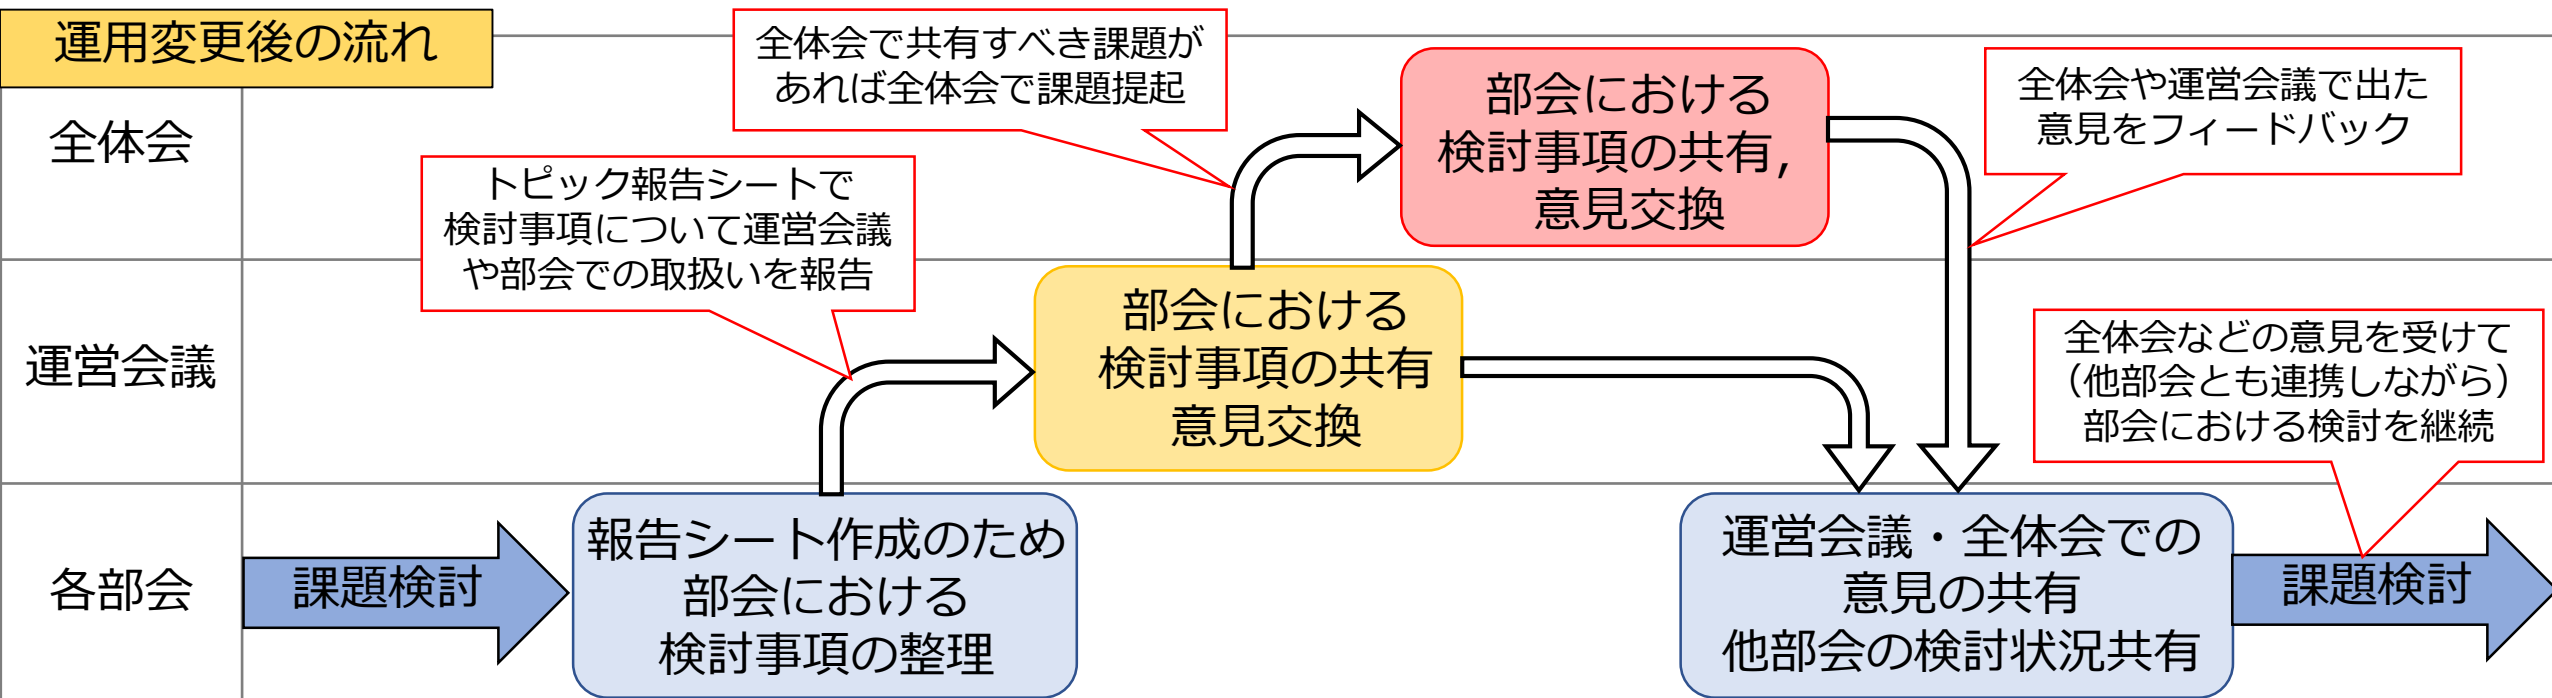 運用変更後の流れ
全体会で共有すべき課題が
あれば全体会で課題提起
部会における
検討事項の共有,
意見交換
全体会や運営会議で出た
意見をフィードバック
全体会
トピック報告シートで
検討事項について運営会議
や部会での取扱いを報告
運営会議
部会における
検討事項の共有
意見交換
全体会などの意見を受けて
（他部会とも連携しながら）
部会における検討を継続
各部会
課題検討
報告シート作成のため
部会における
検討事項の整理
運営会議・全体会での
意見の共有
他部会の検討状況共有
課題検討